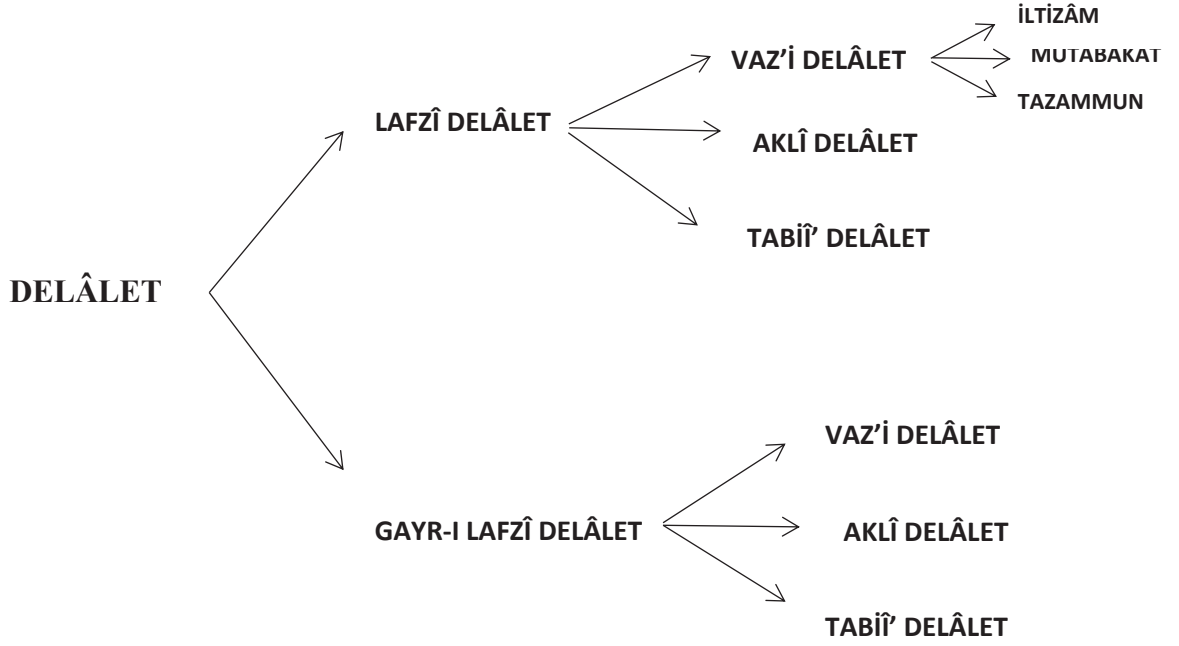 İLTİZÂM
VAZ’İ DELÂLET
MUTABAKAT
TAZAMMUN
LAFZÎ DELÂLET
AKLÎ DELÂLET
TABİÎ’ DELÂLET
DELÂLET
VAZ’İ DELÂLET
GAYR-I LAFZÎ DELÂLET
AKLÎ DELÂLET
TABİÎ’ DELÂLET